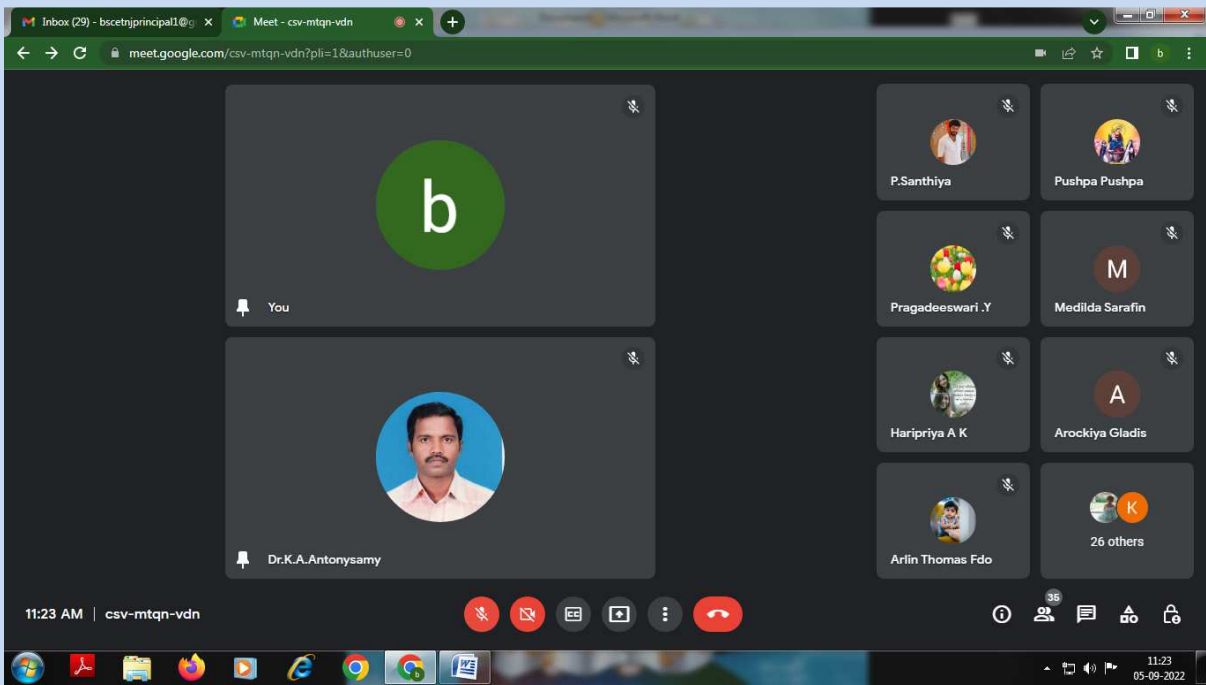 Inbox (29) - bscetnjprincipal1@g
Meet - csv-mtqn-vdn
meet.google.com/csv-mtqn-vdn?pli=1&authuser=0
b
b
You
Dr.K.A.Antonysamy
P.Santhiya
Pushpa Pushpa
Pragadeeswari .Y
M
Medilda Sarafin
Haripriya A K
A
Arockiya Gladis
Arlin Thomas Fdo
K
26 others
11:23 AM | csv-mtqn-vdn
CC
35
11:23
05-09-2022